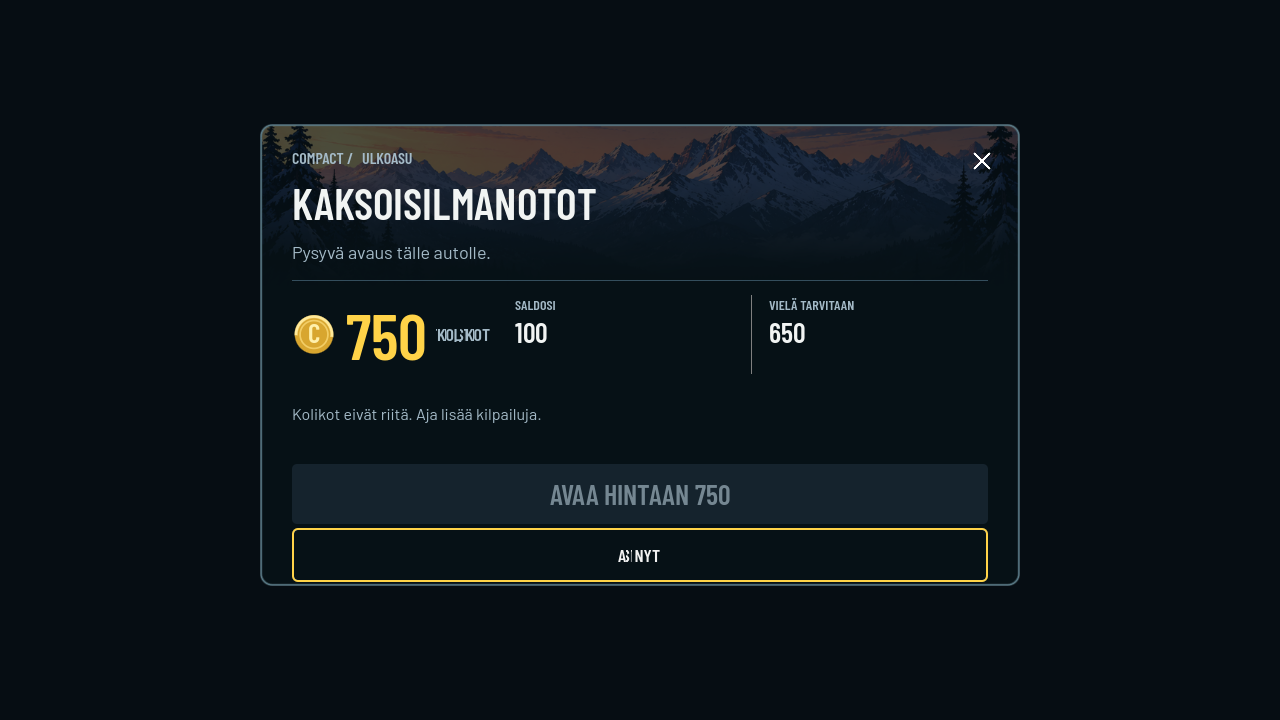 COMPACT / ULKOASU
KAKSOISILMANOTOT
Pysyvä avaus tälle autolle.
C 750
SALDOSI
100
VIELÄ TARVITAAN
650
Kolikot eivät riitä. Aja lisää kilpailuja.
AVAA HINTAAN 750
NYT